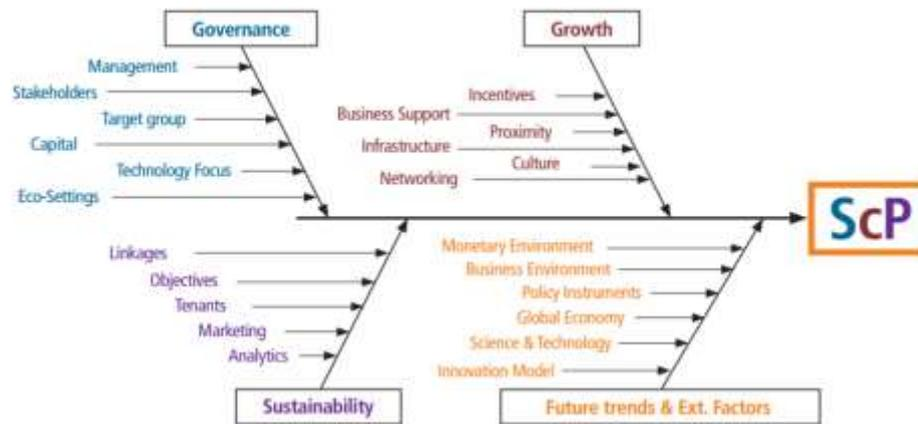 Governance
Growth
Management
Stakeholders
Target group
Capital
Technology Focus
Eco-Settings
Incentives
Business Support
Proximity
Infrastructure
Culture
Networking
ScP
Linkages
Objectives
Tenants
Marketing
Analytics
Monetary Environment
Business Environment
Policy Instruments
Global Economy
Science & Technology
Innovation Model
Sustainability
Future trends & Ext. Factors